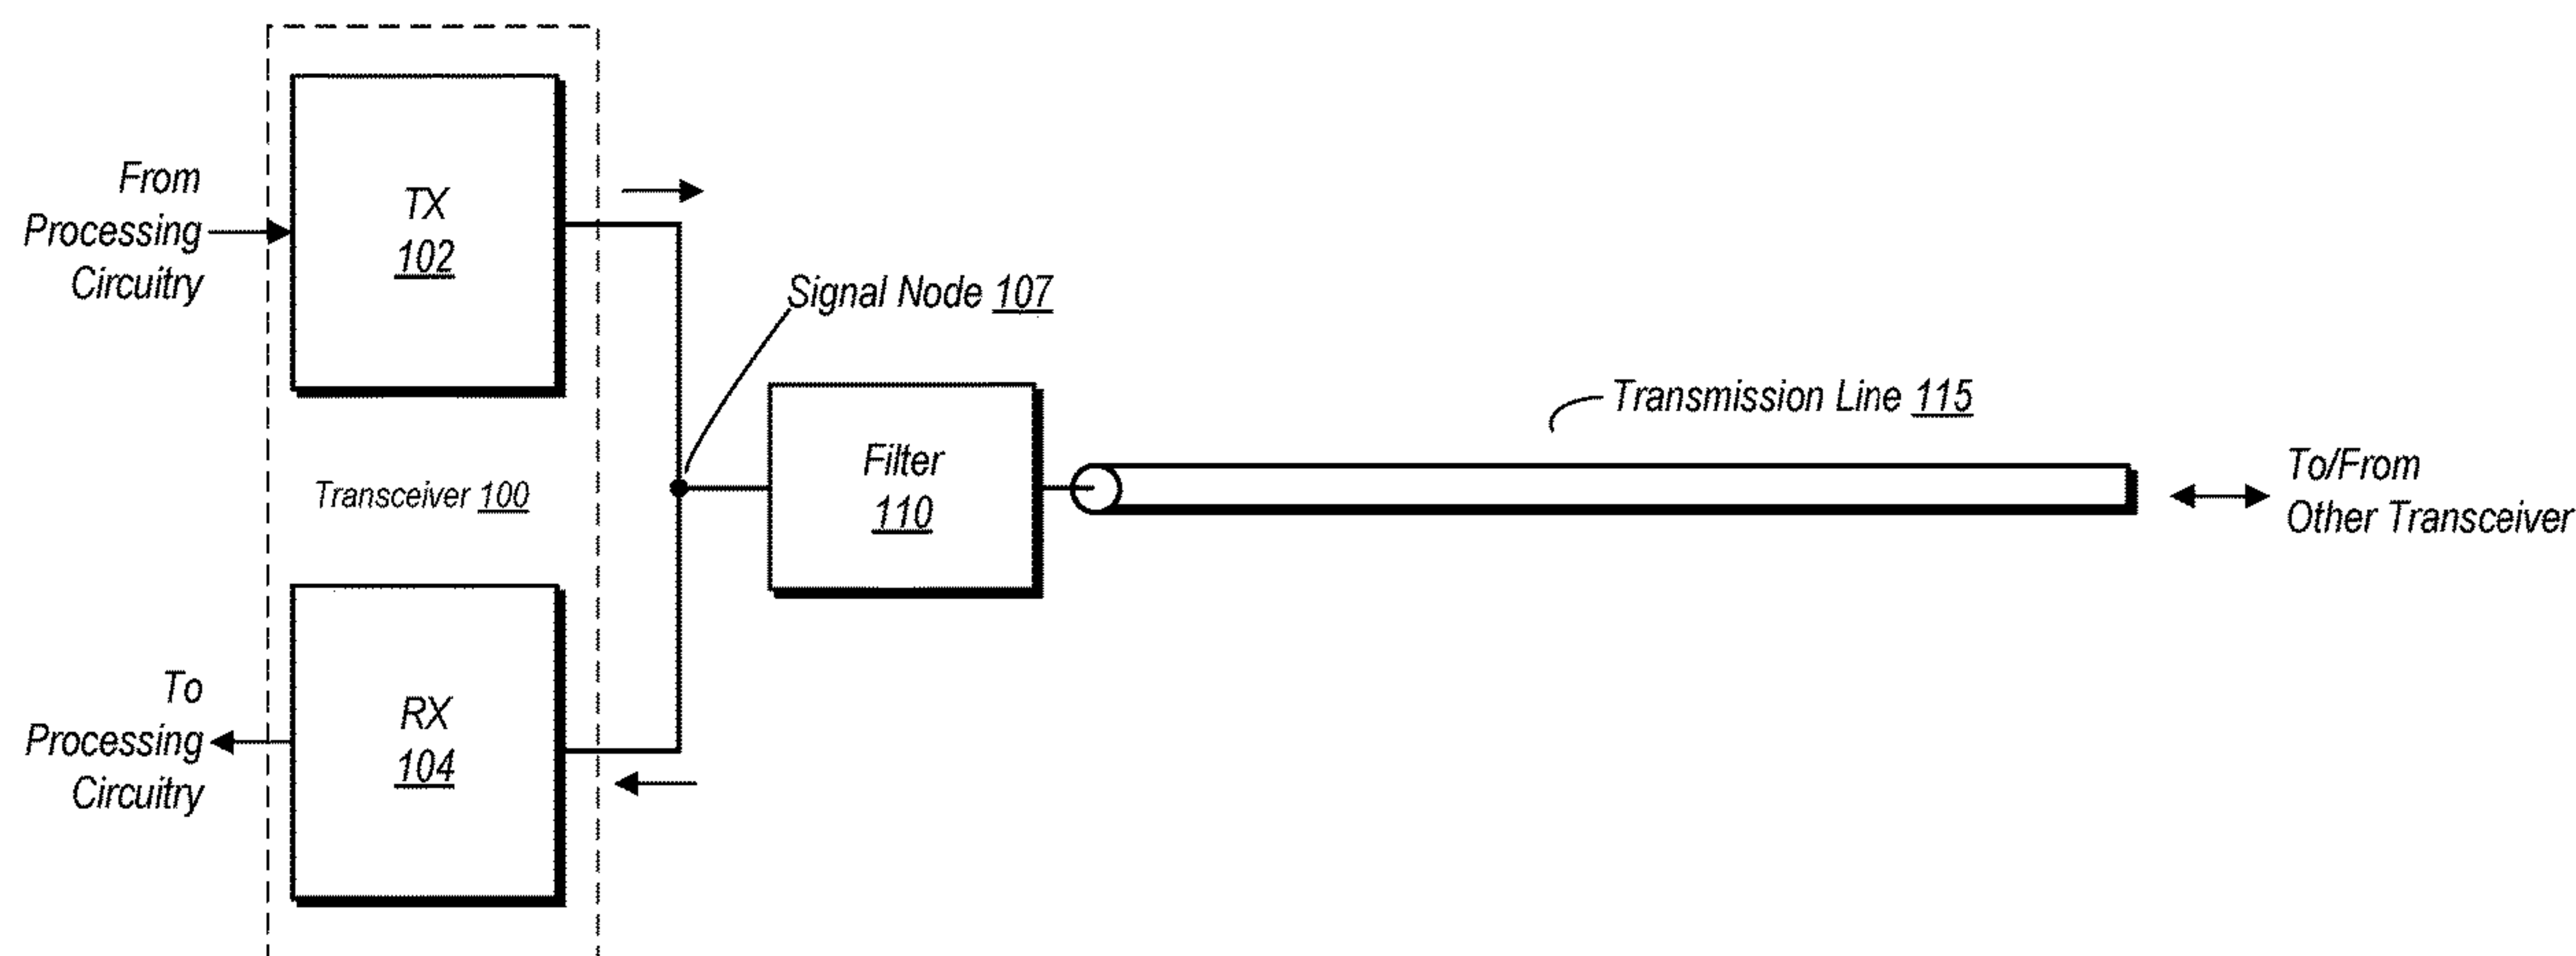 From
Processing
Circuitry
TX
102
Signal Node 107
Transmission Line 115
Filter
110
To/From
Other Transceiver
Transceiver 100
To
Processing
Circuitry
RX
104